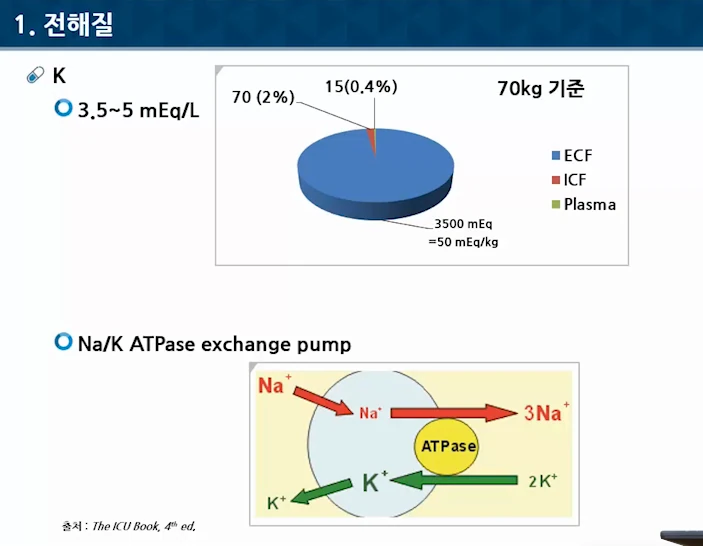 1. 전해질
K
3.5~5 mEq/L
70kg 기준
70 (2%)
15(0.4%)
ECF
ICF
Plasma
3500 mEq
=50 mEq/kg
Na/K ATPase exchange pump
Na⁺
Na⁺
3Na⁺
ATPase
K⁺
K⁺
2K⁺
출처 : The ICU Book, 4th ed.